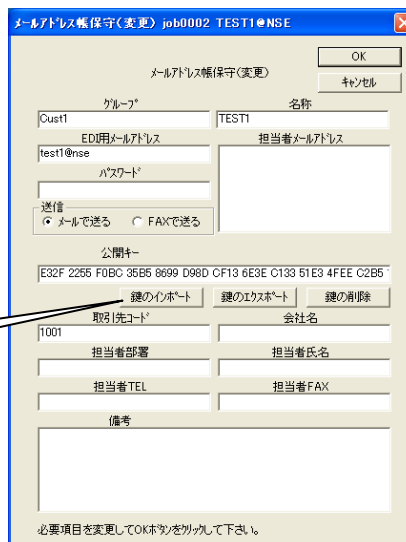 メールアドレス帳保守(変更) job0002 TEST1@NSE
OK
メールアドレス帳保守(変更)
キャンセル
グループ 名称
Cust1 TEST1
EDI用メールアドレス 担当者メールアドレス
test1@nse
パスワード
送信
メールで送る FAXで送る
公開キー
E32F 2255 F0BC 35B5 8699 D98D CF13 6E3E C133 51E3 4FEE C2B5
鍵のインポート 鍵のエクスポート 鍵の削除
取引先コード 会社名
1001
担当者部署 担当者氏名
担当者TEL 担当者FAX
備考
必要項目を変更してOKボタンをクリックして下さい。